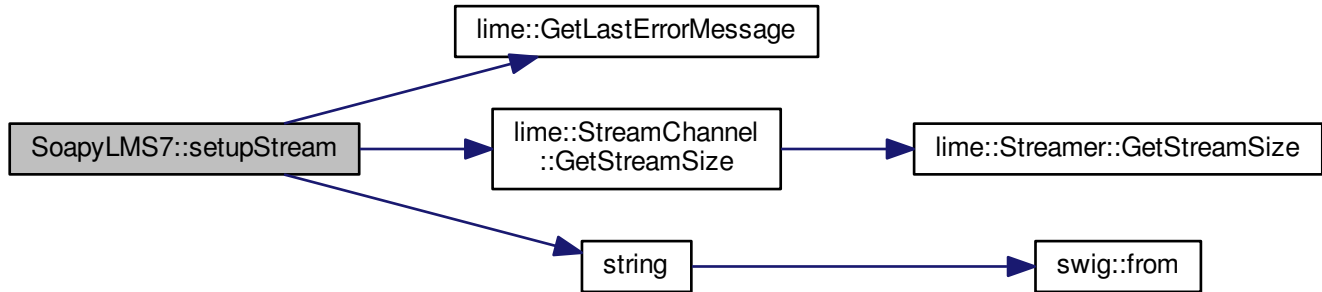 lime::GetLastErrorMessage
SoapyLMS7::setupStream
lime::StreamChannel
::GetStreamSize
lime::Streamer::GetStreamSize
string
swig::from